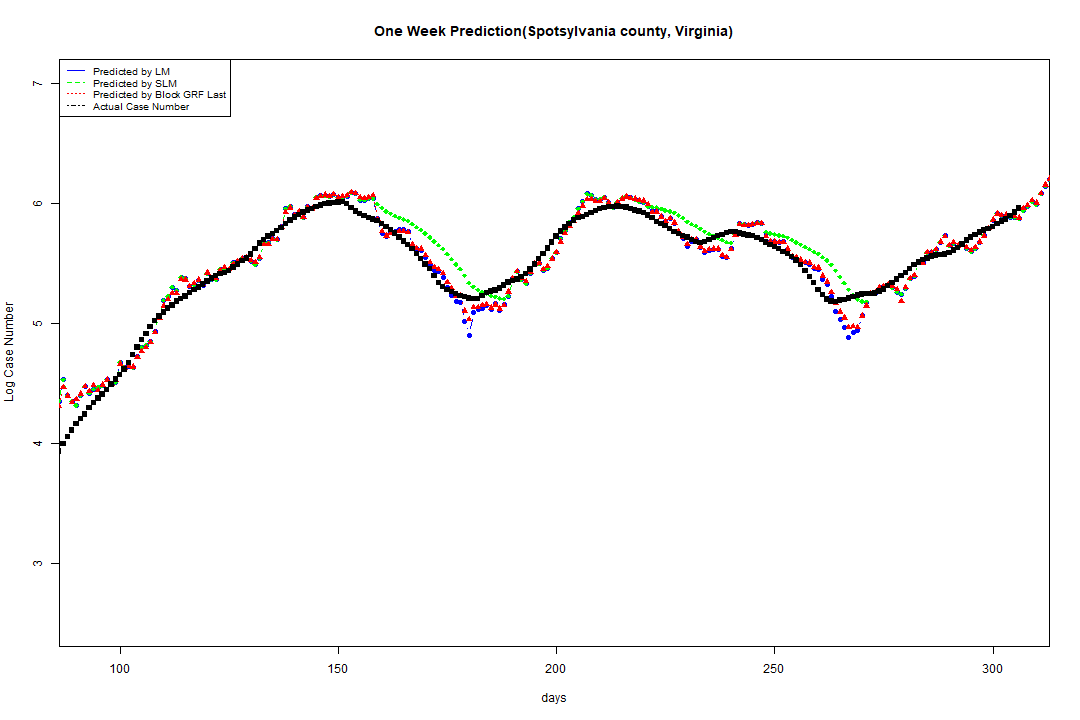 One Week Prediction(Spotsylvania county, Virginia)
Predicted by LM
Predicted by SLM
Predicted by Block GRF Last
Actual Case Number
7
6
5
4
3
Log Case Number
100 150 200 250 300
days